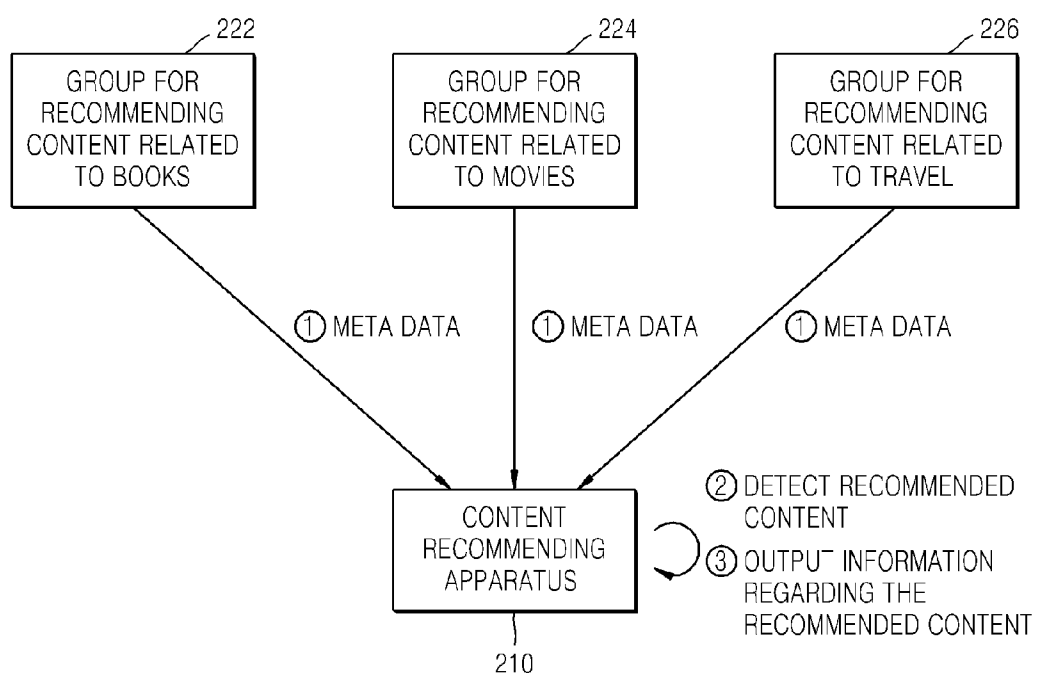 222
GROUP FOR
RECOMMENDING
CONTENT RELATED
TO BOOKS
224
GROUP FOR
RECOMMENDING
CONTENT RELATED
TO MOVIES
226
GROUP FOR
RECOMMENDING
CONTENT RELATED
TO TRAVEL
① META DATA
① META DATA
① META DATA
CONTENT
RECOMMENDING
APPARATUS
210
② DETECT RECOMMENDED
CONTENT
③ OUTPUT INFORMATION
REGARDING THE
RECOMMENDED CONTENT